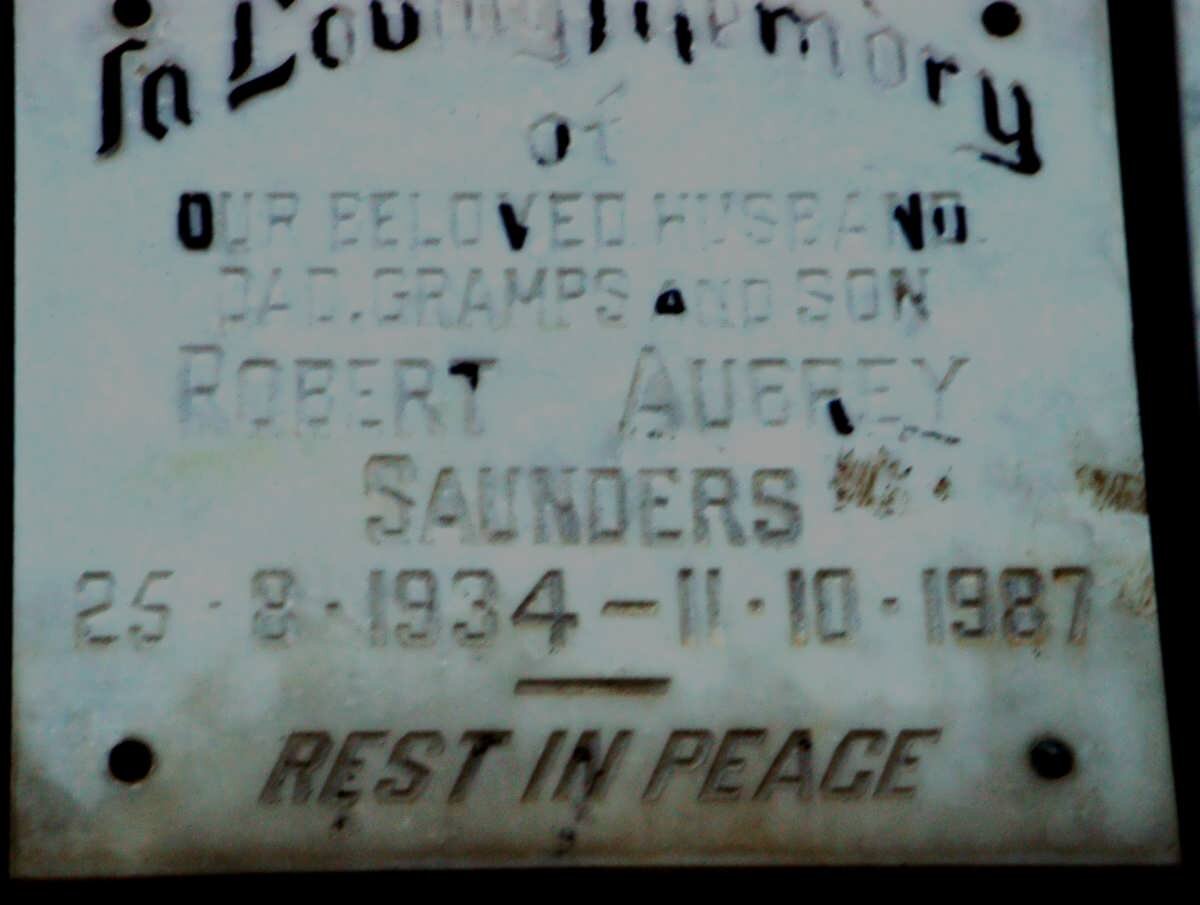 In Loving Memory
of
OUR BELOVED HUSBAND.
DAD. GRAMPS AND SON
ROBERT AUBREY
SAUNDERS
25 · 8 · 1934 — 11 · 10 · 1987
REST IN PEACE